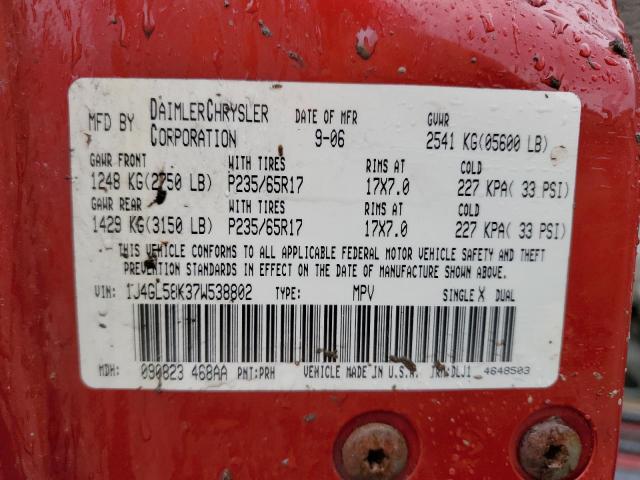 MFD BY DAIMLERCHRYSLER CORPORATION DATE OF MFR 9-06 GVWR 2541 KG(05600 LB)
GAWR FRONT WITH TIRES RIMS AT COLD
1248 KG(2750 LB) P235/65R17 17X7.0 227 KPA( 33 PSI)
GAWR REAR WITH TIRES RIMS AT COLD
1429 KG(3150 LB) P235/65R17 17X7.0 227 KPA( 33 PSI)
THIS VEHICLE CONFORMS TO ALL APPLICABLE FEDERAL MOTOR VEHICLE SAFETY AND THEFT
PREVENTION STANDARDS IN EFFECT ON THE DATE OF MANUFACTURE SHOWN ABOVE.
VIN: 1J4GL58K37W538802 TYPE: MPV SINGLE X DUAL
MDH: 090823 468AA PNT:PRH VEHICLE MADE IN U.S.A. TRM:DLJ1 4648503